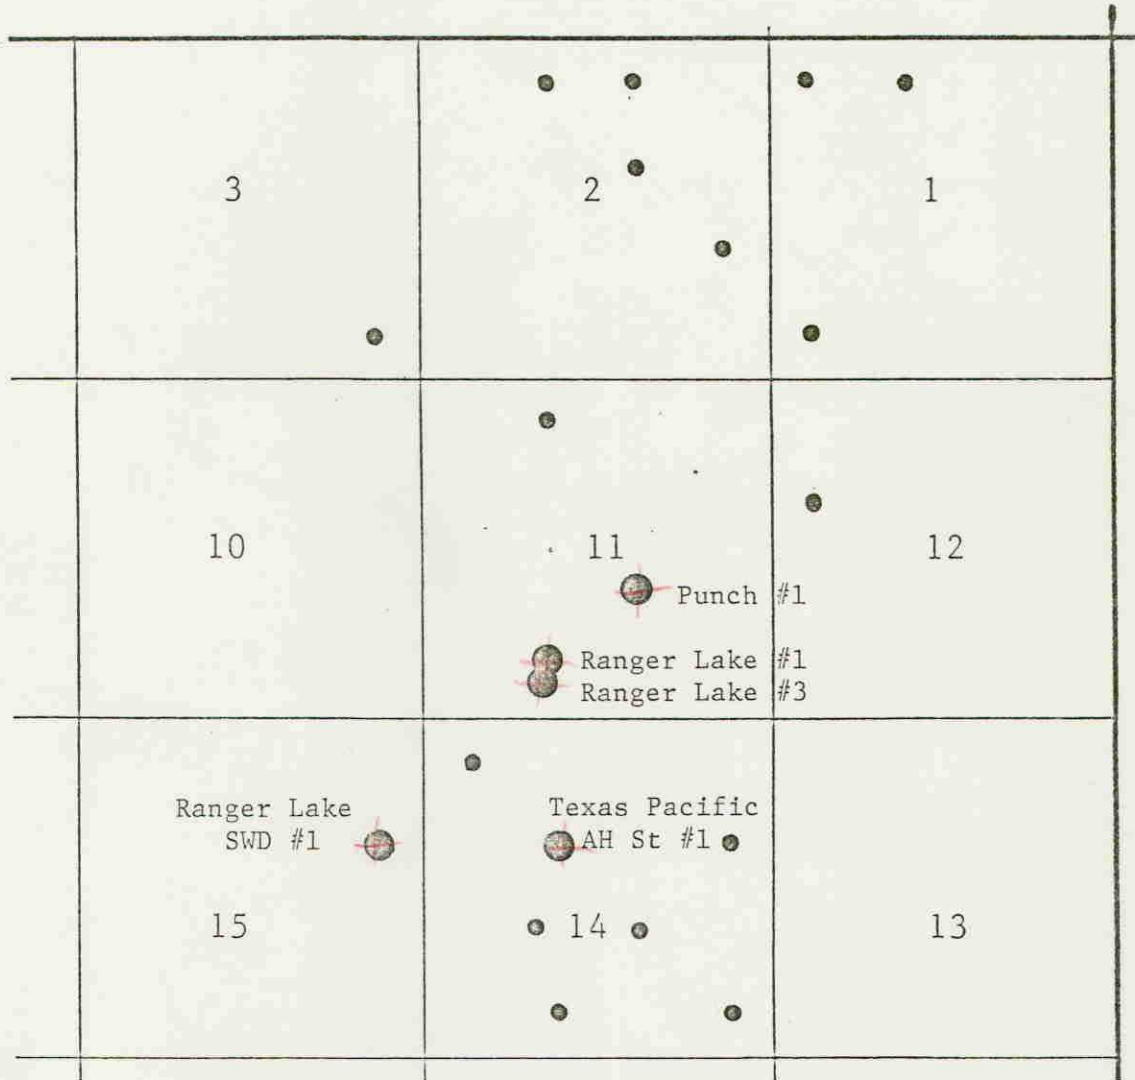 3
2
1
10
11
12
Punch #1
Ranger Lake #1
Ranger Lake #3
Ranger Lake
SWD #1
Texas Pacific
AH St #1
15
14
13